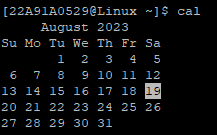 [22A91A0529@Linux ~]$ cal
     August 2023
Su Mo Tu We Th Fr Sa
       1  2  3  4  5
 6  7  8  9 10 11 12
13 14 15 16 17 18 19
20 21 22 23 24 25 26
27 28 29 30 31